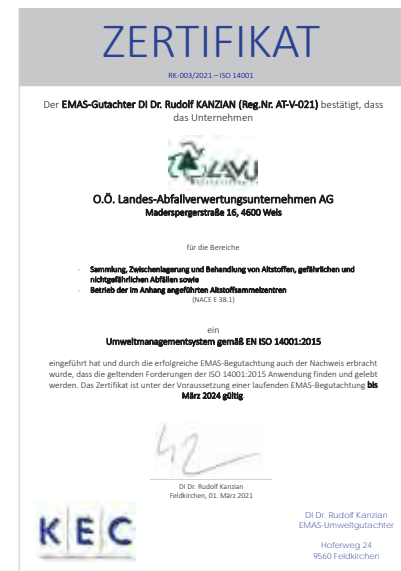 ZERTIFIKAT
RK-003/2021 – ISO 14001
Der EMAS-Gutachter DI Dr. Rudolf KANZIAN (Reg.Nr. AT-V-021) bestätigt, dass
das Unternehmen
LAVU
O.Ö. Landes-Abfallverwertungsunternehmen AG
Maderspergerstraße 16, 4600 Wels
für die Bereiche
- Sammlung, Zwischenlagerung und Behandlung von Altstoffen, gefährlichen und
nichtgefährlichen Abfällen sowie
- Betrieb der im Anhang angeführten Altstoffsammelzentren
(NACE E 38.1)
ein
Umweltmanagementsystem gemäß EN ISO 14001:2015
eingeführt hat und durch die erfolgreiche EMAS-Begutachtung auch der Nachweis erbracht
wurde, dass die geltenden Forderungen der ISO 14001:2015 Anwendung finden und gelebt
werden. Das Zertifikat ist unter der Voraussetzung einer laufenden EMAS-Begutachtung bis
März 2024 gültig.
DI Dr. Rudolf Kanzian
Feldkirchen, 01. März 2021
KEC
DI Dr. Rudolf Kanzian
EMAS-Umweltgutachter
Hoferweg 24
9560 Feldkirchen